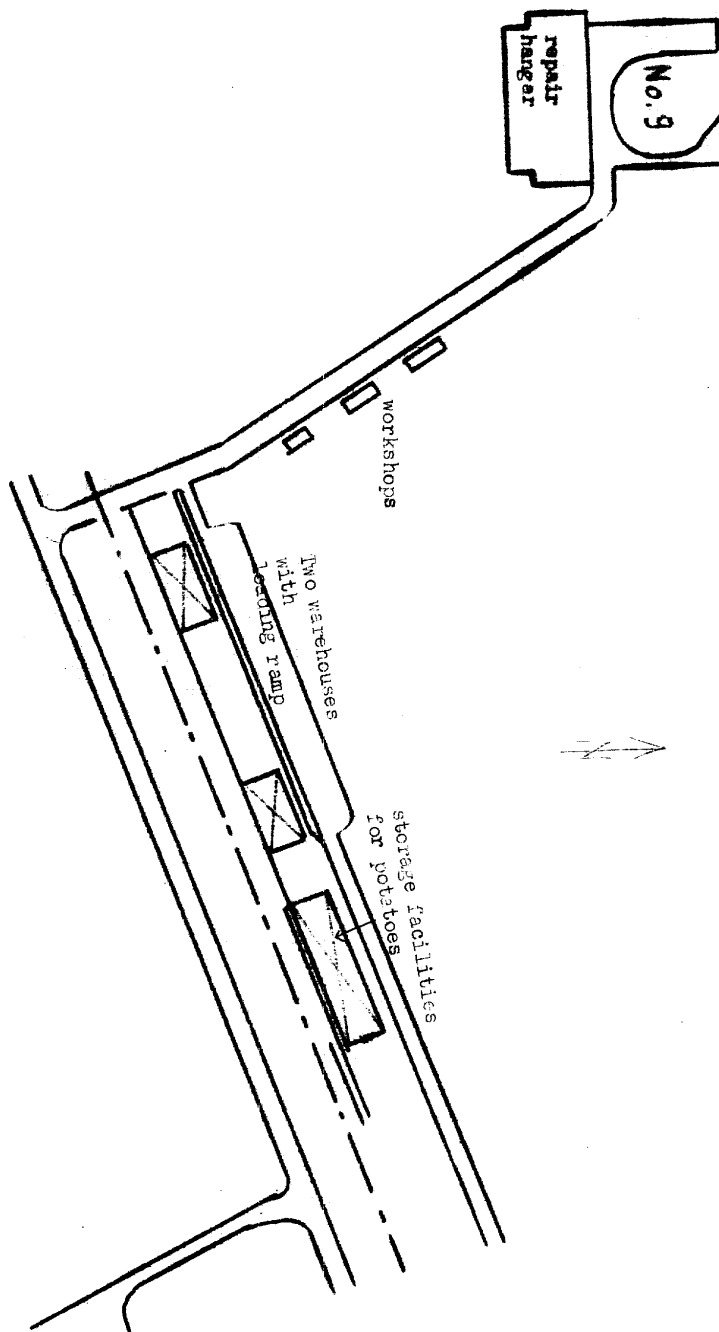 repair
hanger
No.9
workshops
Two warehouses
with
loading ramp
storage facilities
for potatoes